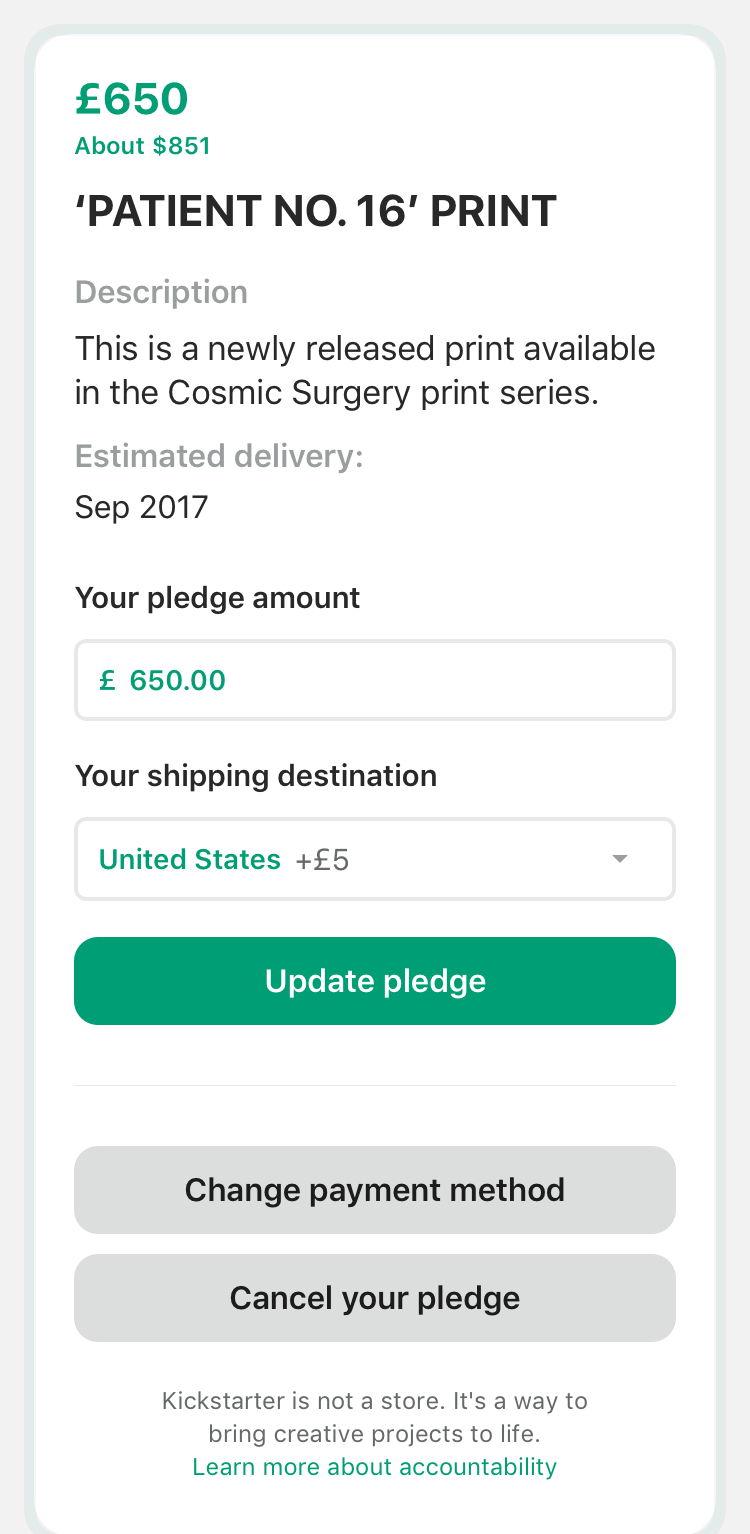 £650
About $851
‘PATIENT NO. 16’ PRINT
Description
This is a newly released print available
in the Cosmic Surgery print series.
Estimated delivery:
Sep 2017
Your pledge amount
£ 650.00
Your shipping destination
United States +£5
Update pledge
Change payment method
Cancel your pledge
Kickstarter is not a store. It's a way to
bring creative projects to life.
Learn more about accountability